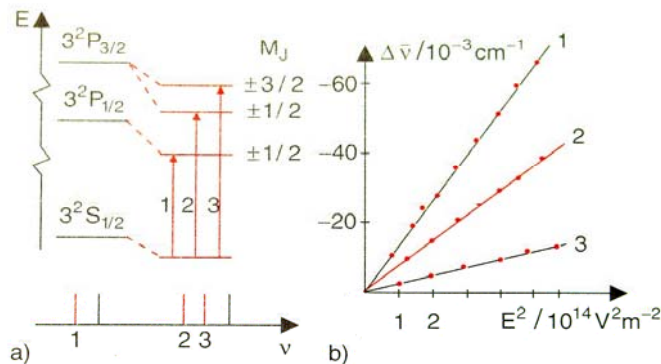 E
3²P3/2
3²P1/2
3²S1/2
MJ
±3/2
±1/2
±1/2
1 2 3
1 2 3 ν
a)
Δν̄/10⁻³cm⁻¹
−60
−40
−20
1
2
3
1 2 E²/10¹⁴V²m⁻²
b)